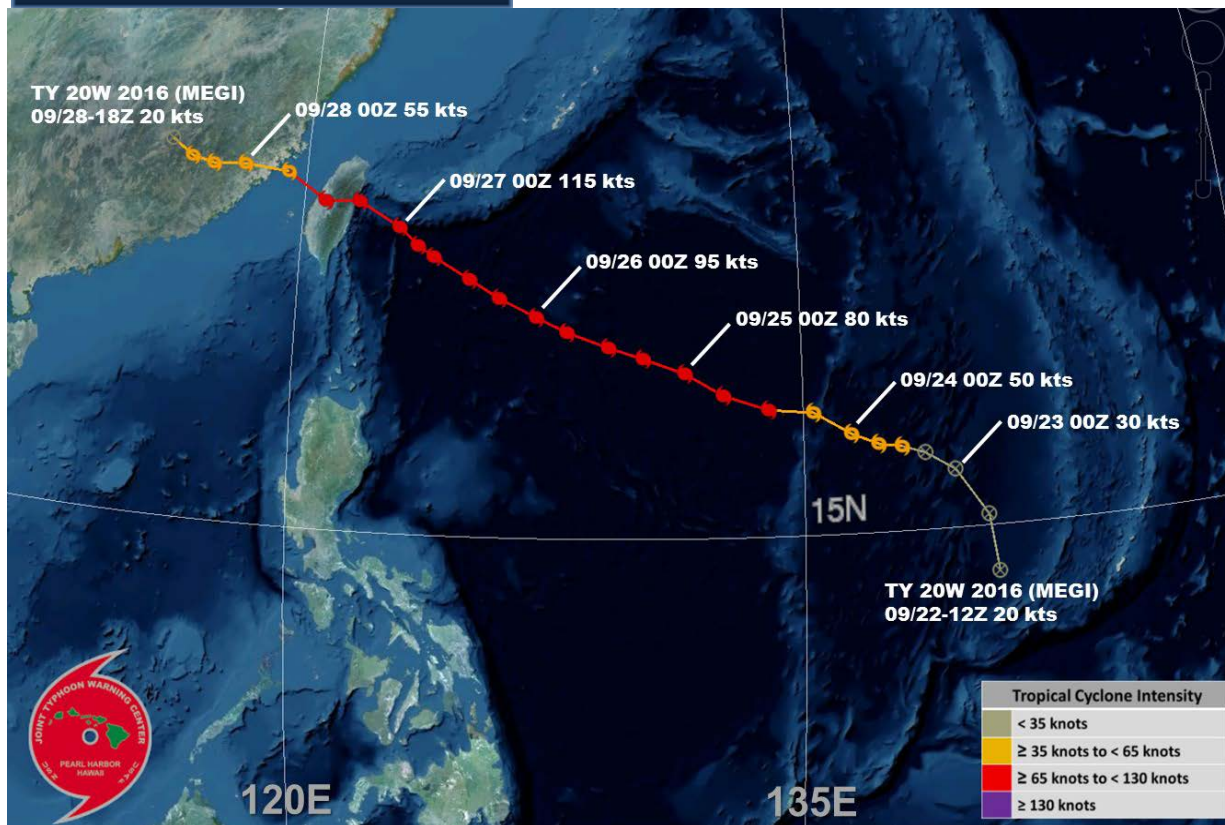 TY 20W 2016 (MEGI)
09/28-18Z 20 kts
09/28 00Z 55 kts
09/27 00Z 115 kts
09/26 00Z 95 kts
09/25 00Z 80 kts
09/24 00Z 50 kts
09/23 00Z 30 kts
15N
TY 20W 2016 (MEGI)
09/22-12Z 20 kts
JOINT TYPHOON WARNING CENTER
PEARL HARBOR
HAWAII
Tropical Cyclone Intensity
< 35 knots
≥ 35 knots to < 65 knots
≥ 65 knots to < 130 knots
≥ 130 knots
120E
135E